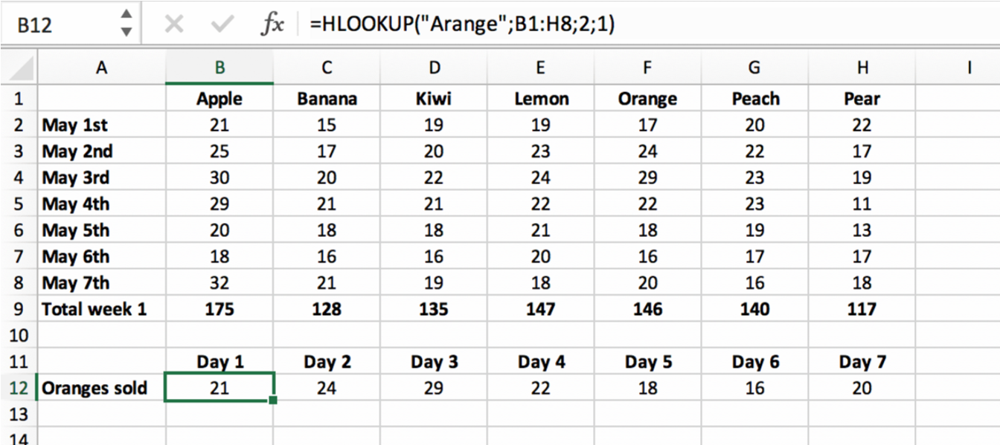 B12 fx =HLOOKUP("Arange";B1:H8;2;1)
A B C D E F G H I
1 Apple Banana Kiwi Lemon Orange Peach Pear
2 May 1st 21 15 19 19 17 20 22
3 May 2nd 25 17 20 23 24 22 17
4 May 3rd 30 20 22 24 29 23 19
5 May 4th 29 21 21 22 22 23 11
6 May 5th 20 18 18 21 18 19 13
7 May 6th 18 16 16 20 16 17 17
8 May 7th 32 21 19 18 20 16 18
9 Total week 1 175 128 135 147 146 140 117
10
11 Day 1 Day 2 Day 3 Day 4 Day 5 Day 6 Day 7
12 Oranges sold 21 24 29 22 18 16 20
13
14